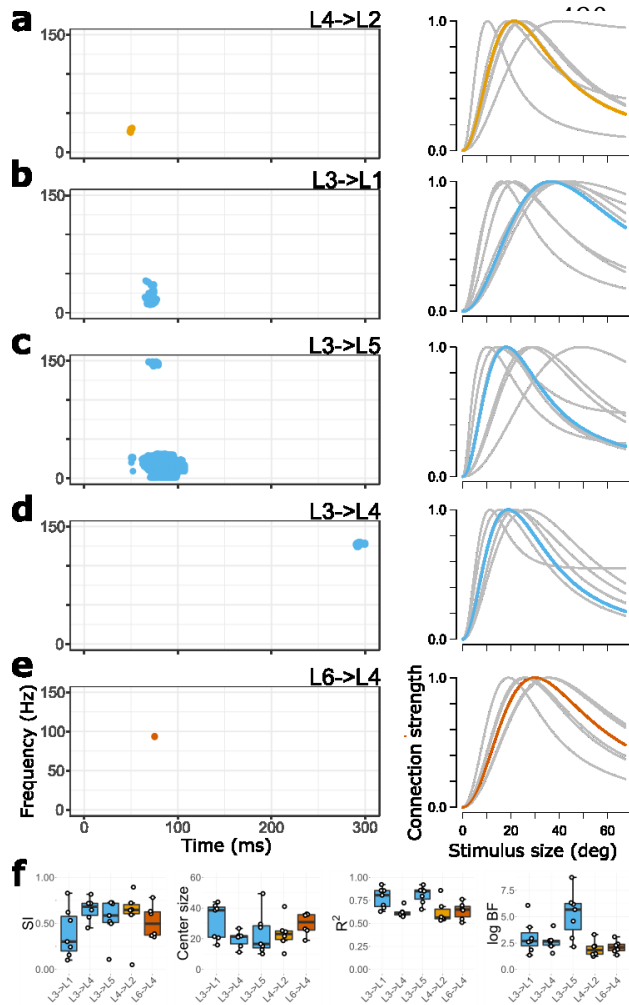 a
L4->L2
150
0
1.0
1.0
b
L3->L1
150
0
1.0
1.0
c
L3->L5
150
0
1.0
1.0
d
L3->L4
150
0
1.0
1.0
e
L6->L4
150
100
50
0
Frequency (Hz)
0
100
200
300
Time (ms)
1.0
0.0
Connection strength
0
20
40
60
Stimulus size (deg)
f
SI
1.00
0.75
0.50
0.25
0.00
L3->L1
L3->L4
L3->L5
L4->L2
L6->L4
Center size
60
40
20
0
L3->L1
L3->L4
L3->L5
L4->L2
L6->L4
R²
1.00
0.75
0.50
0.25
0.00
L3->L1
L3->L4
L3->L5
L4->L2
L6->L4
log BF
7.5
5.0
2.5
0.0
L3->L1
L3->L4
L3->L5
L4->L2
L6->L4